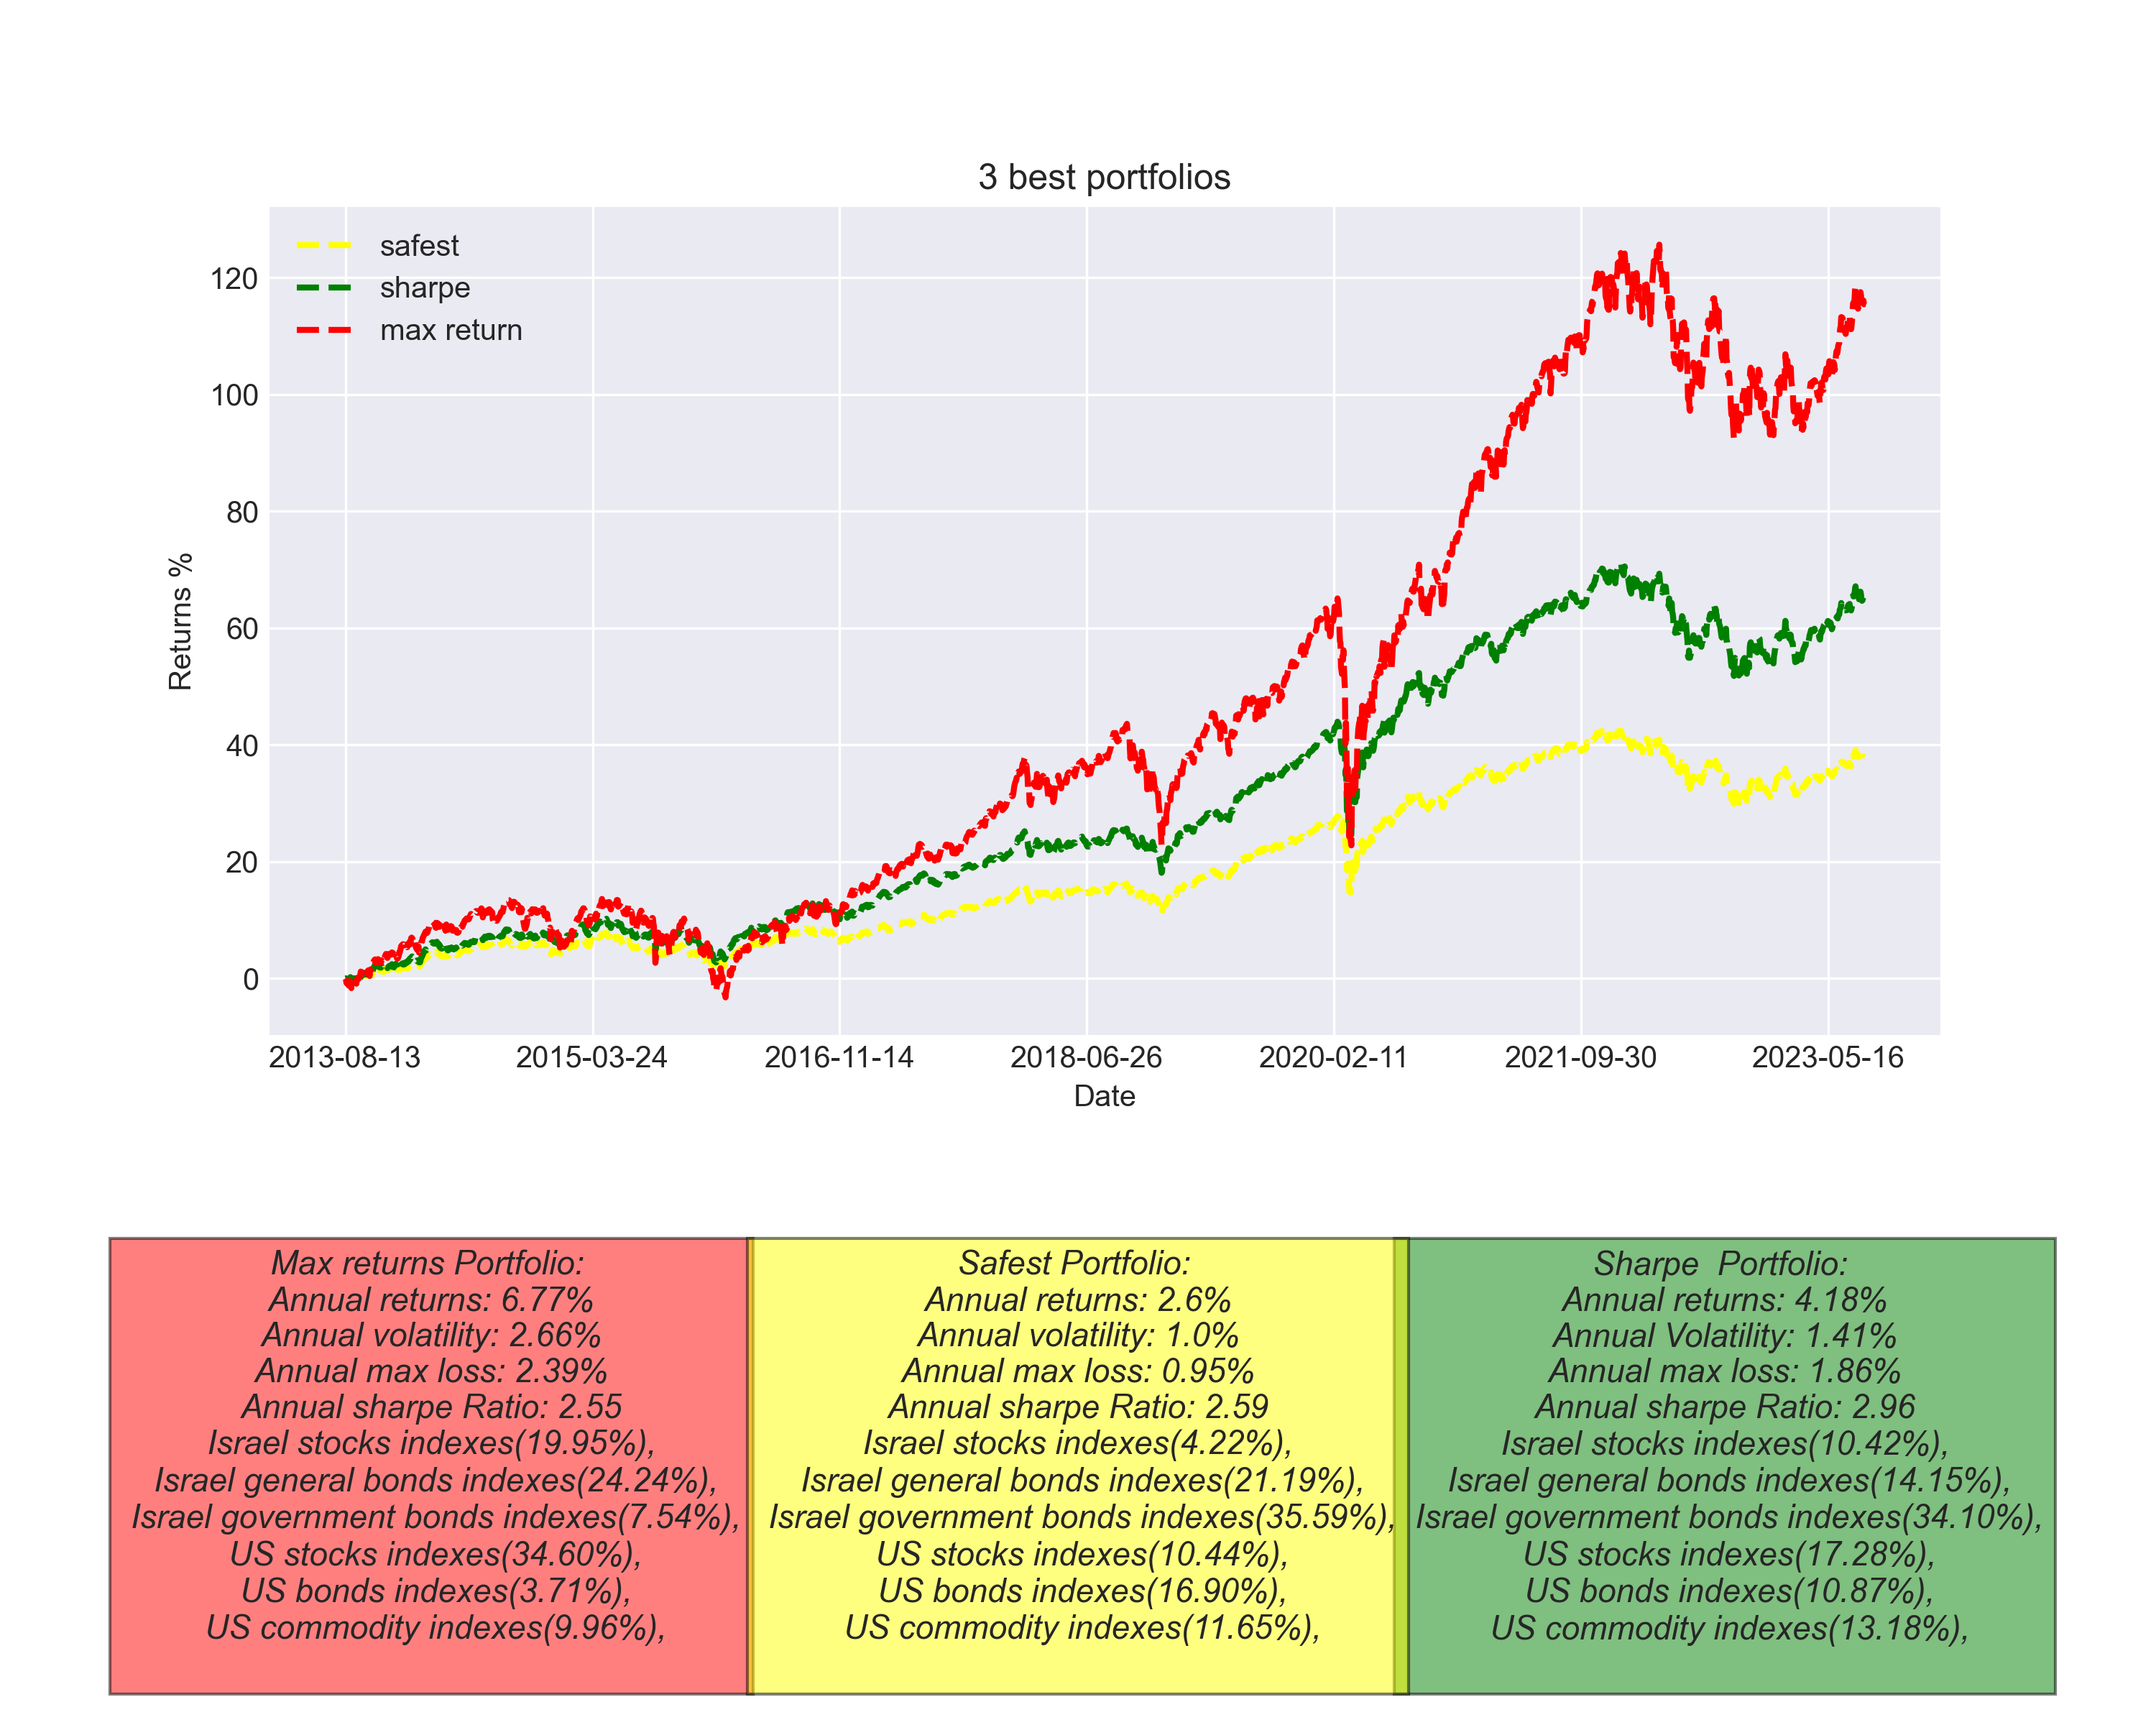 3 best portfolios
safest
sharpe
max return
120
100
80
60
40
20
0
Returns %
2013-08-13 2015-03-24 2016-11-14 2018-06-26 2020-02-11 2021-09-30 2023-05-16
Date
Max returns Portfolio:
Annual returns: 6.77%
Annual volatility: 2.66%
Annual max loss: 2.39%
Annual sharpe Ratio: 2.55
Israel stocks indexes(19.95%),
Israel general bonds indexes(24.24%),
Israel government bonds indexes(7.54%),
US stocks indexes(34.60%),
US bonds indexes(3.71%),
US commodity indexes(9.96%),
Safest Portfolio:
Annual returns: 2.6%
Annual volatility: 1.0%
Annual max loss: 0.95%
Annual sharpe Ratio: 2.59
Israel stocks indexes(4.22%),
Israel general bonds indexes(21.19%),
Israel government bonds indexes(35.59%),
US stocks indexes(10.44%),
US bonds indexes(16.90%),
US commodity indexes(11.65%),
Sharpe  Portfolio:
Annual returns: 4.18%
Annual Volatility: 1.41%
Annual max loss: 1.86%
Annual sharpe Ratio: 2.96
Israel stocks indexes(10.42%),
Israel general bonds indexes(14.15%),
Israel government bonds indexes(34.10%),
US stocks indexes(17.28%),
US bonds indexes(10.87%),
US commodity indexes(13.18%),